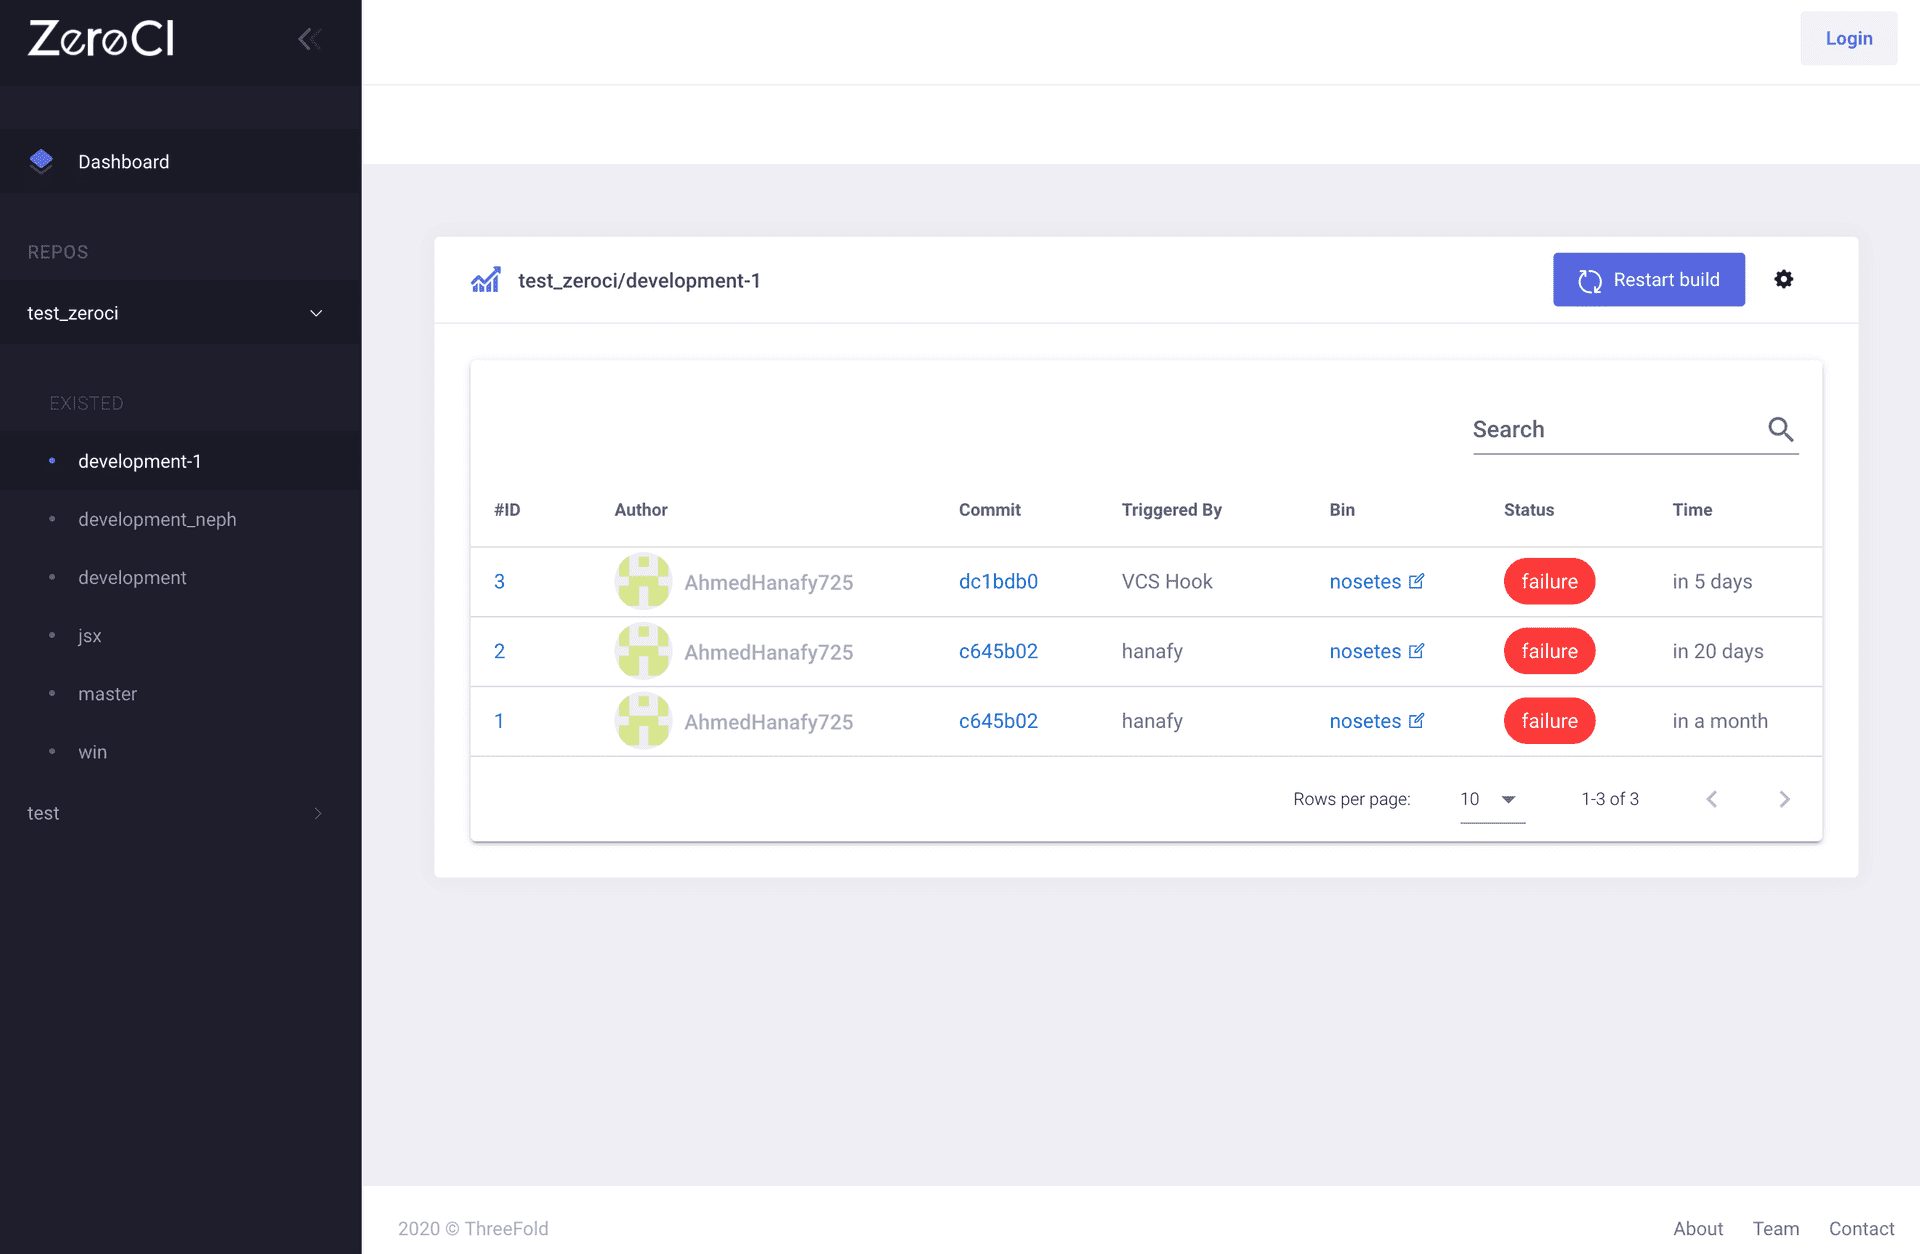 ZeroCI
Login
Dashboard
REPOS
test_zeroci
EXISTED
development-1
development_neph
development
jsx
master
win
test
test_zeroci/development-1
Restart build
Search
#ID Author Commit Triggered By Bin Status Time
3 AhmedHanafy725 dc1bdb0 VCS Hook nosetes failure in 5 days
2 AhmedHanafy725 c645b02 hanafy nosetes failure in 20 days
1 AhmedHanafy725 c645b02 hanafy nosetes failure in a month
Rows per page: 10 1-3 of 3
2020 © ThreeFold
About Team Contact